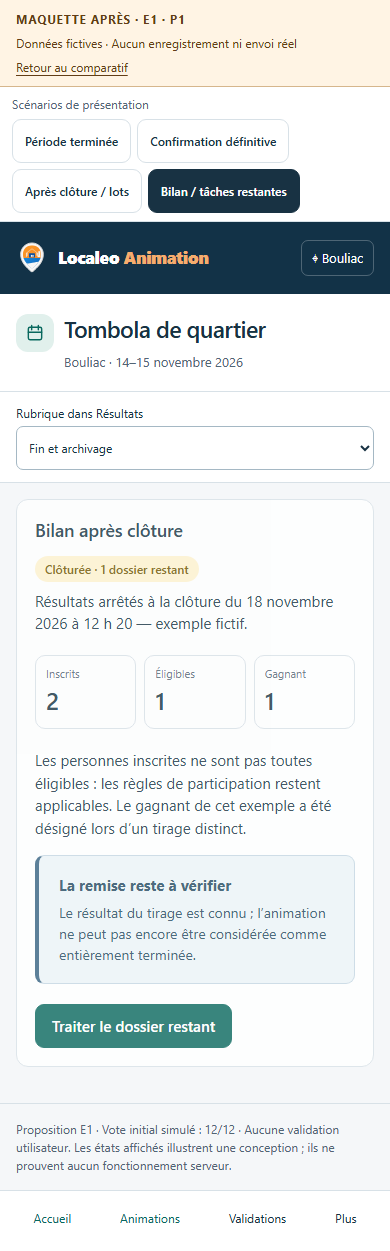 MAQUETTE APRÈS · E1 · P1
Données fictives · Aucun enregistrement ni envoi réel
Retour au comparatif
Scénarios de présentation
Période terminée
Confirmation définitive
Après clôture / lots
Bilan / tâches restantes
Localeo Animation
⌖ Bouliac
Tombola de quartier
Bouliac · 14–15 novembre 2026
Rubrique dans Résultats
Fin et archivage
Bilan après clôture
Clôturée · 1 dossier restant
Résultats arrêtés à la clôture du 18 novembre
2026 à 12 h 20 — exemple fictif.
Inscrits
2
Éligibles
1
Gagnant
1
Les personnes inscrites ne sont pas toutes
éligibles : les règles de participation restent
applicables. Le gagnant de cet exemple a été
désigné lors d’un tirage distinct.
La remise reste à vérifier
Le résultat du tirage est connu ; l’animation
ne peut pas encore être considérée comme
entièrement terminée.
Traiter le dossier restant
Proposition E1 · Vote initial simulé : 12/12 · Aucune validation
utilisateur. Les états affichés illustrent une conception ; ils ne
prouvent aucun fonctionnement serveur.
Accueil
Animations
Validations
Plus